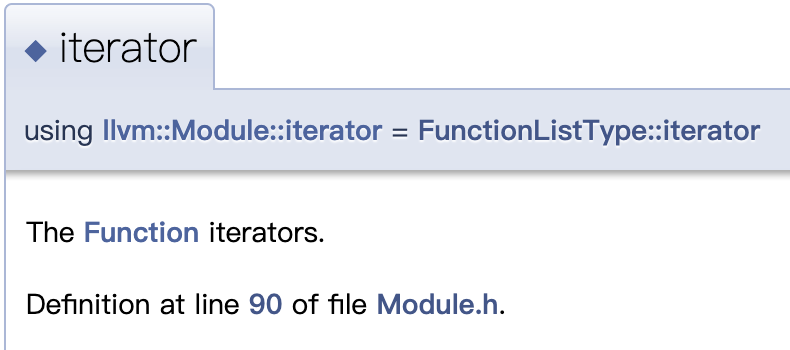 ◆ iterator
using llvm::Module::iterator = FunctionListType::iterator
The Function iterators.
Definition at line 90 of file Module.h.